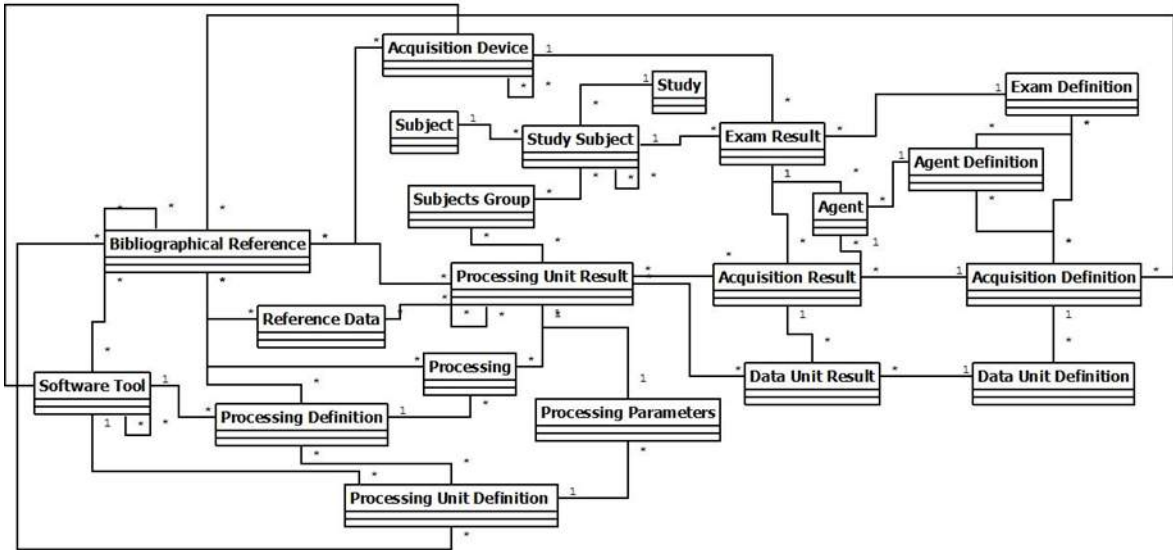 Acquisition Device
Study
Exam Definition
Subject
Study Subject
Exam Result
Agent Definition
Subjects Group
Agent
Bibliographical Reference
Processing Unit Result
Acquisition Result
Acquisition Definition
Reference Data
Processing
Software Tool
Data Unit Result
Data Unit Definition
Processing Definition
Processing Parameters
Processing Unit Definition